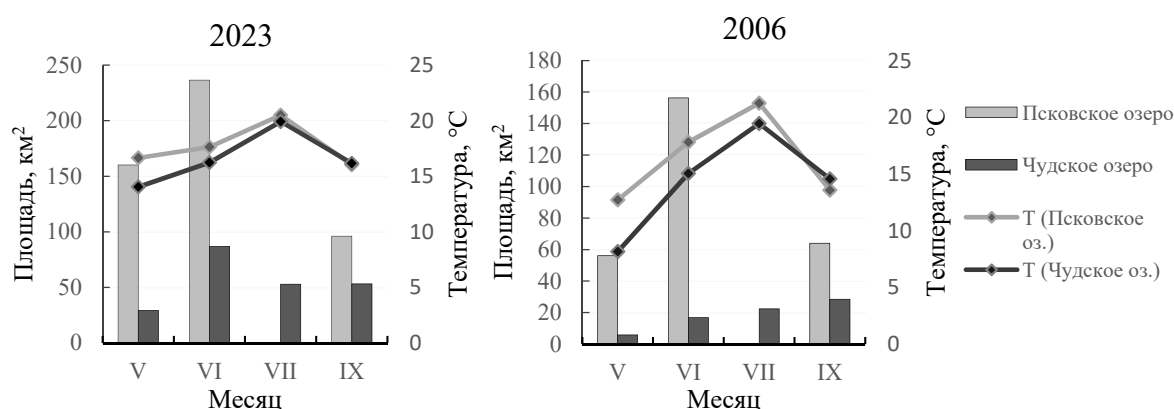 2023
Площадь, км²
250
200
150
100
50
0
25
20
15
10
5
0
Температура, °C
V VI VII IX
Месяц
2006
Площадь, км²
180
160
140
120
100
80
60
40
20
0
25
20
15
10
5
0
Температура, °C
V VI VII IX
Месяц
Псковское озеро
Чудское озеро
Т (Псковское
оз.)
Т (Чудское оз.)